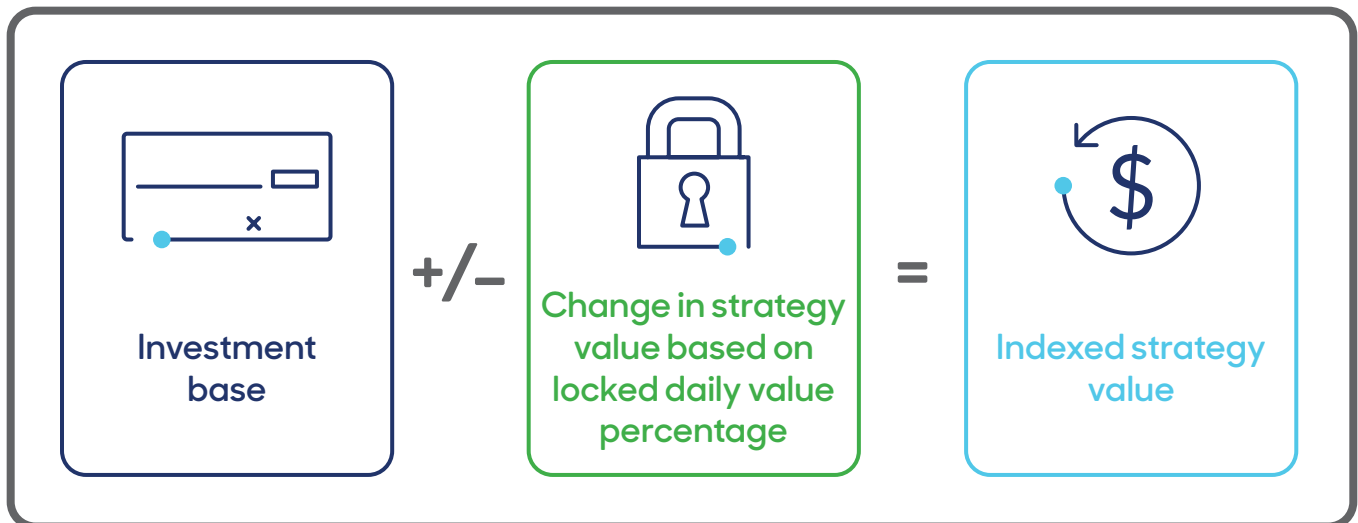 Investment
base
+/–
Change in strategy
value based on
locked daily value
percentage
=
Indexed strategy
value
$